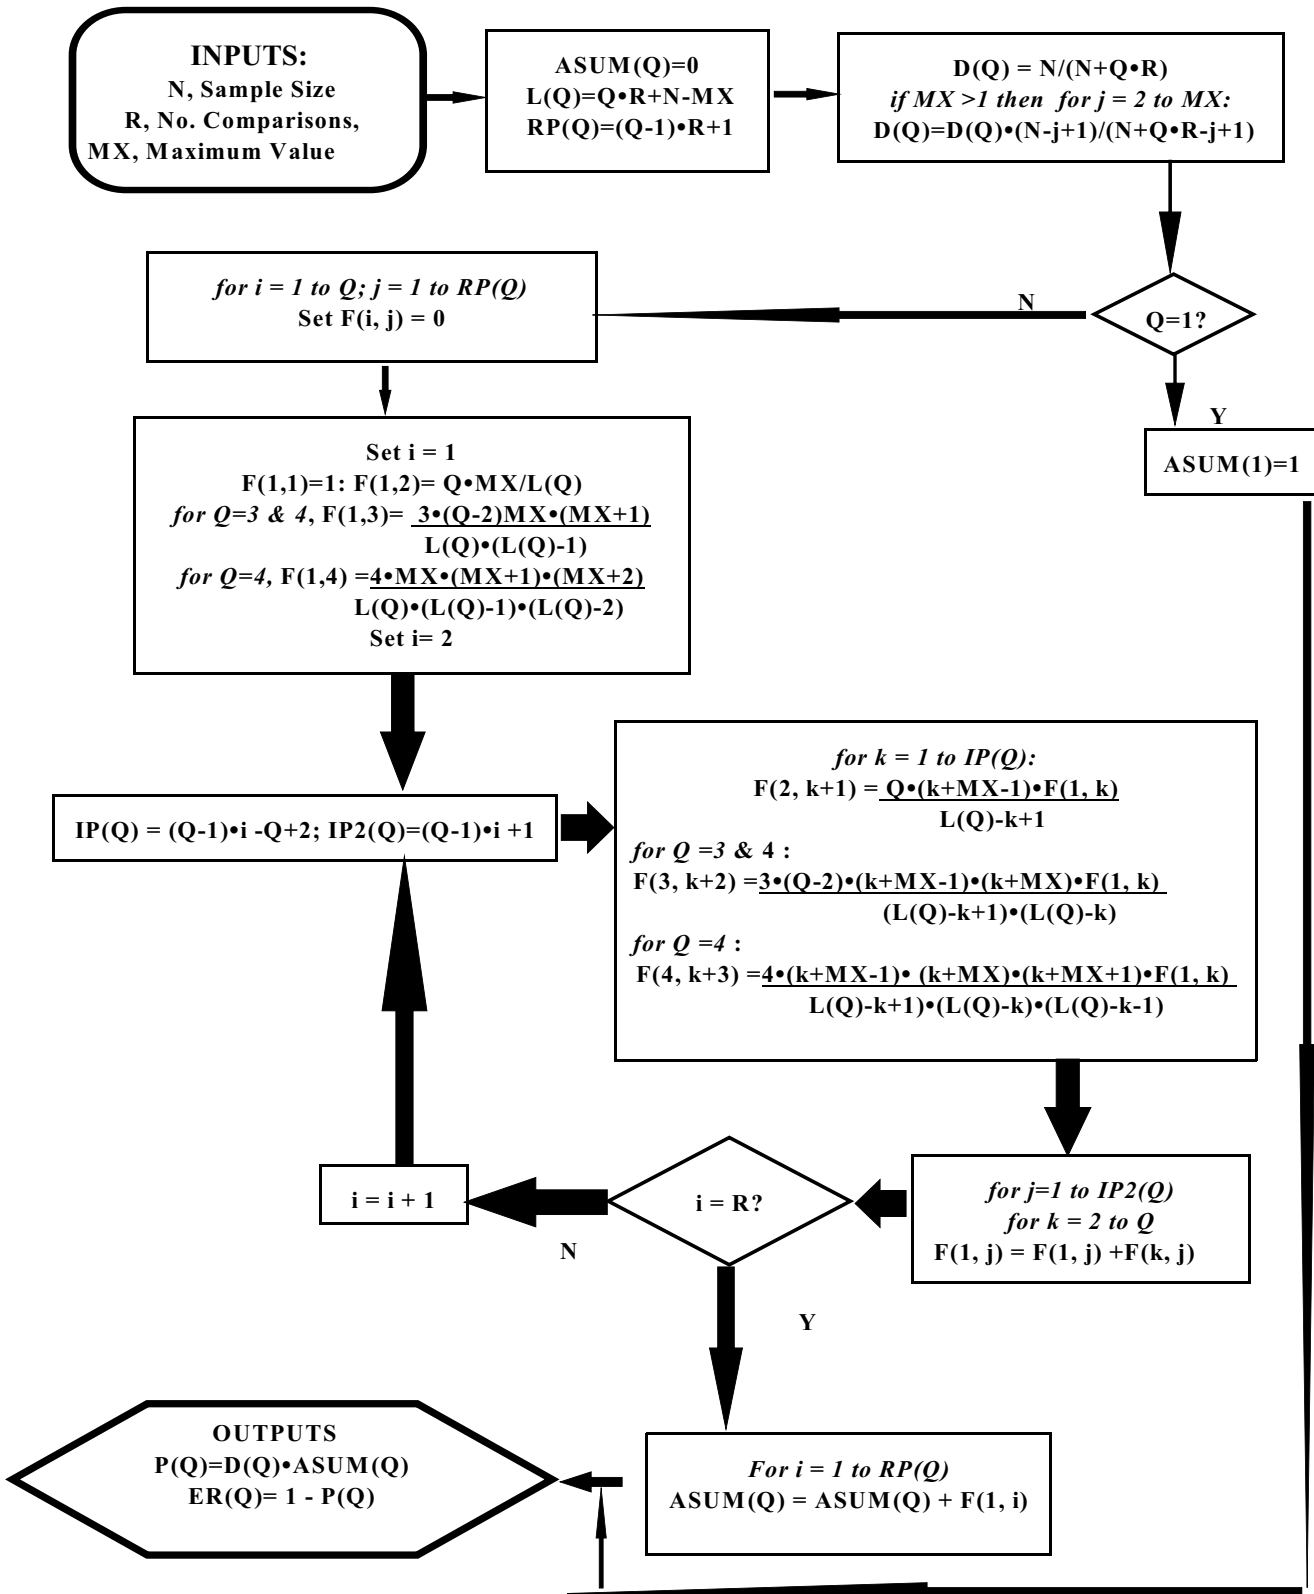 INPUTS:
N, Sample Size
R, No. Comparisons,
MX, Maximum Value
ASUM(Q)=0
L(Q)=Q•R+N-MX
RP(Q)=(Q-1)•R+1
D(Q) = N/(N+Q•R)
if MX >1 then for j = 2 to MX:
D(Q)=D(Q)•(N-j+1)/(N+Q•R-j+1)
Q=1?
N
Y
ASUM(1)=1
for i = 1 to Q; j = 1 to RP(Q)
Set F(i, j) = 0
Set i = 1
F(1,1)=1: F(1,2)= Q•MX/L(Q)
for Q=3 & 4, F(1,3)= 3•(Q-2)MX•(MX+1)
L(Q)•(L(Q)-1)
for Q=4, F(1,4) =4•MX•(MX+1)•(MX+2)
L(Q)•(L(Q)-1)•(L(Q)-2)
Set i= 2
IP(Q) = (Q-1)•i -Q+2; IP2(Q)=(Q-1)•i +1
for k = 1 to IP(Q):
F(2, k+1) = Q•(k+MX-1)•F(1, k)
L(Q)-k+1
for Q =3 & 4 :
F(3, k+2) =3•(Q-2)•(k+MX-1)•(k+MX)•F(1, k)
(L(Q)-k+1)•(L(Q)-k)
for Q =4 :
F(4, k+3) =4•(k+MX-1)• (k+MX)•(k+MX+1)•F(1, k)
L(Q)-k+1)•(L(Q)-k)•(L(Q)-k-1)
for j=1 to IP2(Q)
for k = 2 to Q
F(1, j) = F(1, j) +F(k, j)
i = R?
N
i = i + 1
Y
For i = 1 to RP(Q)
ASUM(Q) = ASUM(Q) + F(1, i)
OUTPUTS
P(Q)=D(Q)•ASUM(Q)
ER(Q)= 1 - P(Q)